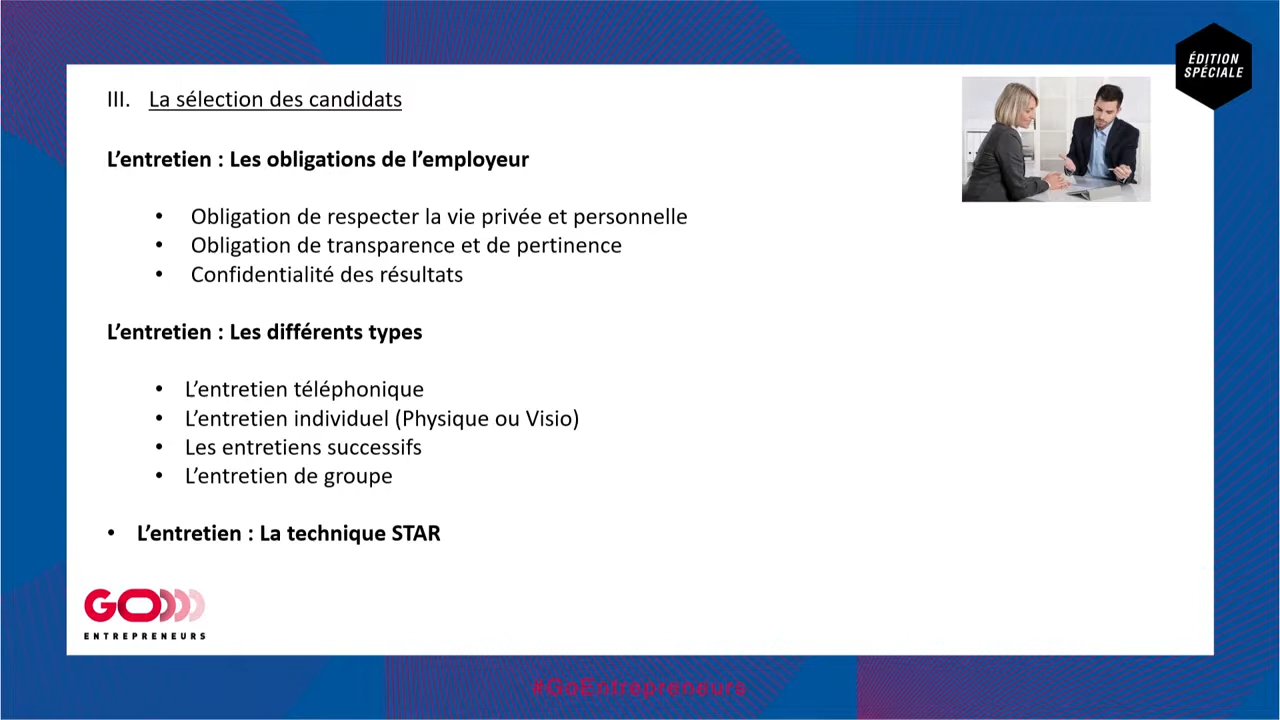 ÉDITION
SPÉCIALE
III. La sélection des candidats
L’entretien : Les obligations de l’employeur
• Obligation de respecter la vie privée et personnelle
• Obligation de transparence et de pertinence
• Confidentialité des résultats
L’entretien : Les différents types
• L’entretien téléphonique
• L’entretien individuel (Physique ou Visio)
• Les entretiens successifs
• L’entretien de groupe
• L’entretien : La technique STAR
GO
ENTREPRENEURS
#GoEntrepreneurs